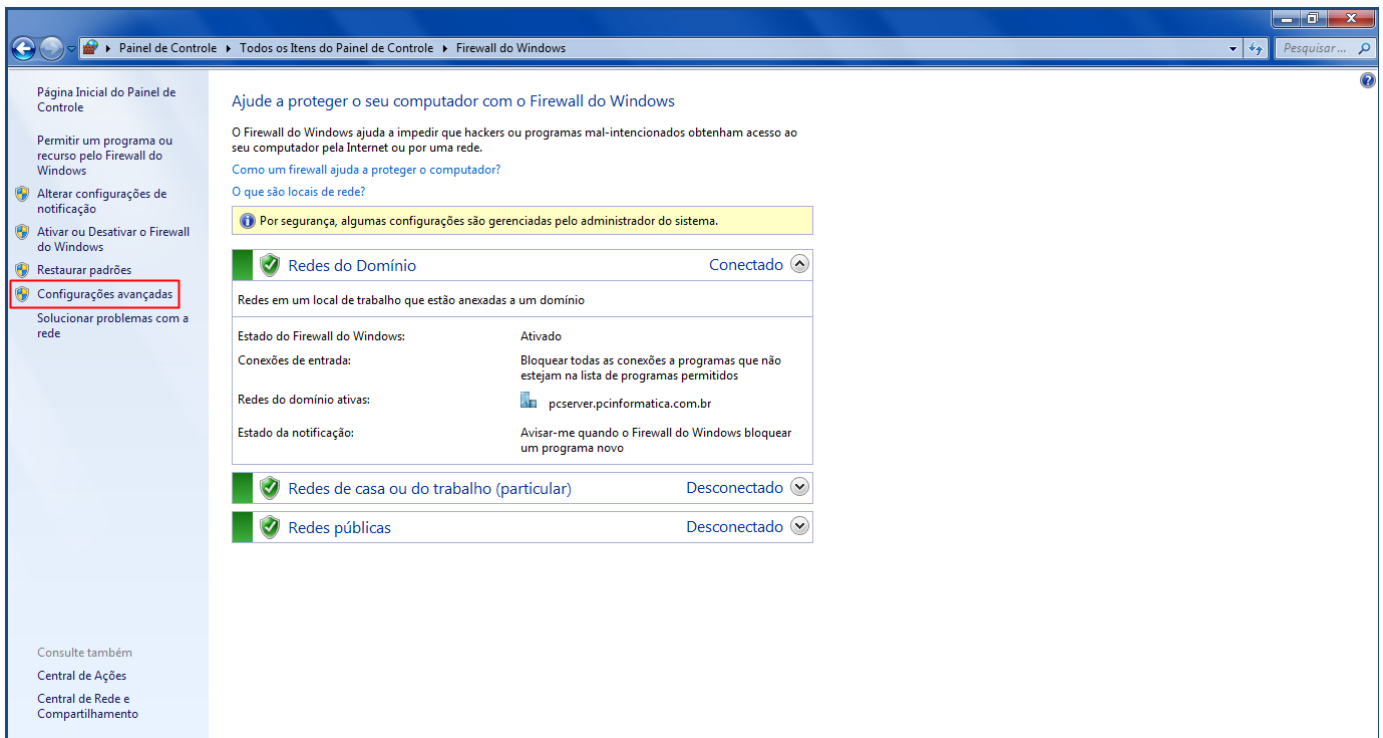 Painel de Controle ▸ Todos os Itens do Painel de Controle ▸ Firewall do Windows
Pesquisar ...
Página Inicial do Painel de
Controle
Permitir um programa ou
recurso pelo Firewall do
Windows
Alterar configurações de
notificação
Ativar ou Desativar o Firewall
do Windows
Restaurar padrões
Configurações avançadas
Solucionar problemas com a
rede
Consulte também
Central de Ações
Central de Rede e
Compartilhamento
Ajude a proteger o seu computador com o Firewall do Windows
O Firewall do Windows ajuda a impedir que hackers ou programas mal-intencionados obtenham acesso ao
seu computador pela Internet ou por uma rede.
Como um firewall ajuda a proteger o computador?
O que são locais de rede?
Por segurança, algumas configurações são gerenciadas pelo administrador do sistema.
Redes do Domínio Conectado
Redes em um local de trabalho que estão anexadas a um domínio
Estado do Firewall do Windows: Ativado
Conexões de entrada: Bloquear todas as conexões a programas que não
estejam na lista de programas permitidos
Redes do domínio ativas: pcserver.pcinformatica.com.br
Estado da notificação: Avisar-me quando o Firewall do Windows bloquear
um programa novo
Redes de casa ou do trabalho (particular) Desconectado
Redes públicas Desconectado